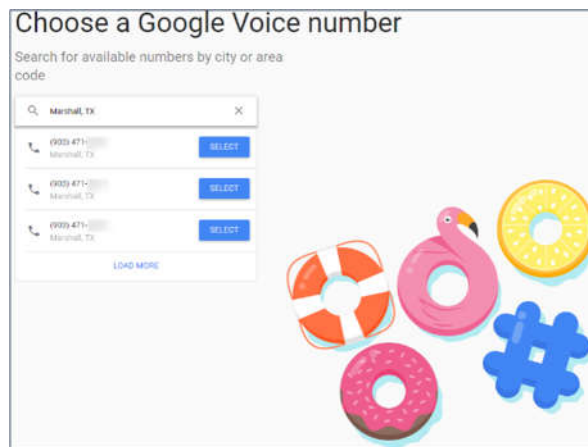 Choose a Google Voice number
Search for available numbers by city or area
code
Marshall, TX
(903) 471-
Marshall, TX
SELECT
(903) 471-
Marshall, TX
SELECT
(903) 471-
Marshall, TX
SELECT
LOAD MORE